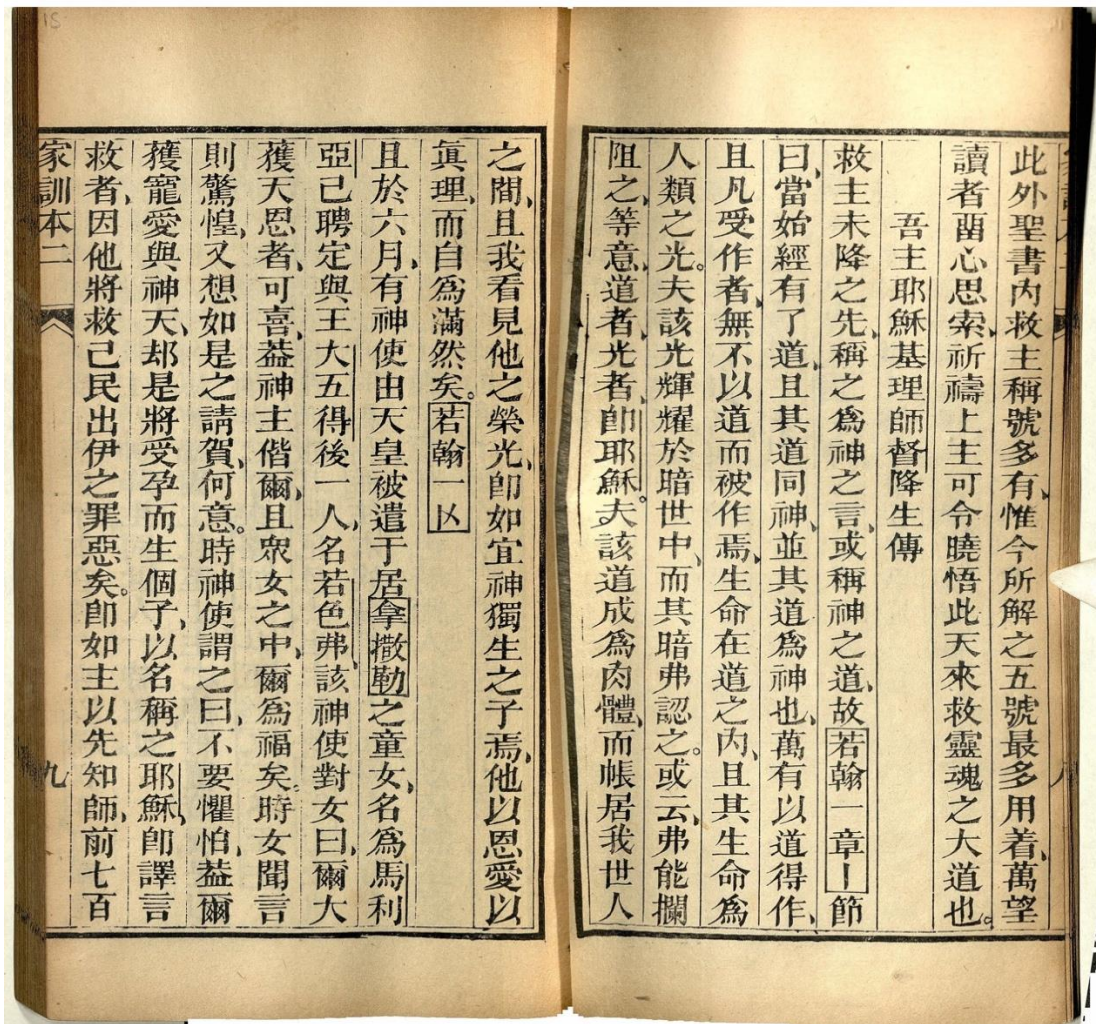 此外聖書內救主稱號多有、惟今所解之五號最多用着、萬望
讀者畱心思索、祈禱上主可令曉悟此天來救靈魂之大道也。
吾主耶穌基理師督降生傳
救主未降之先、稱之為神之言、或稱神之道、故若翰一章〡節
曰、當始經有了道、且其道同神、並其道為神也、萬有以道得作、
且凡受作者、無不以道而被作焉、生命在道之內、且其生命為
人類之光。夫該光輝耀於暗世中、而其暗弗認之。或云、弗能攔
阻之、等意、道者、光者、卽耶穌。夫該道成為肉體、而帳居我世人
之間、且我看見他之榮光、卽如宜神獨生之子焉、他以恩愛以
眞理、而自為滿然矣。若翰一〤
且於六月、有神使由天皇被遣于居拿撒勒之童女、名為馬利
亞、己聘定與王大五得後一人、名若色弗、該神使對女曰、爾大
獲天恩者、可喜、葢神主偕爾、且眾女之中、爾為福矣。時女聞言
則驚惶、又想如是之請賀、何意。時神使謂之曰、不要懼怕、葢爾
獲寵愛與神天、却是將受孕而生個子、以名稱之耶穌、卽譯言
救者、因他將救己民出伊之罪惡矣。卽如主以先知師、前七百
家訓本二
九